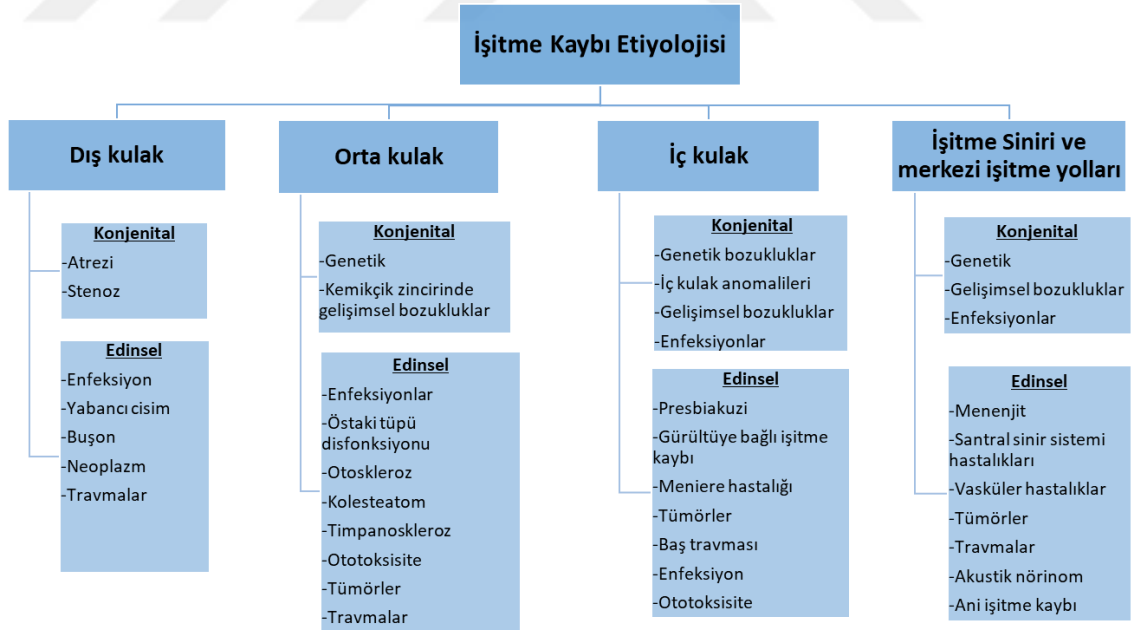 İşitme Kaybı Etiyolojisi
Dış kulak
Konjenital
-Atrezi
-Stenoz
Edinsel
-Enfeksiyon
-Yabancı cisim
-Buşon
-Neoplazm
-Travmalar
Orta kulak
Konjenital
-Genetik
-Kemikçik zincirinde
gelişimsel bozukluklar
Edinsel
-Enfeksiyonlar
-Östaki tüpü
disfonksiyonu
-Otoskleroz
-Kolesteatom
-Timpanoskleroz
-Ototoksisite
-Tümörler
-Travmalar
İç kulak
Konjenital
-Genetik bozukluklar
-İç kulak anomalileri
-Gelişimsel bozukluklar
-Enfeksiyonlar
Edinsel
-Presbiakuzi
-Gürültüye bağlı işitme
kaybı
-Meniere hastalığı
-Tümörler
-Baş travması
-Enfeksiyon
-Ototoksisite
İşitme Siniri ve
merkezi işitme yolları
Konjenital
-Genetik
-Gelişimsel bozukluklar
-Enfeksiyonlar
Edinsel
-Menenjit
-Santral sinir sistemi
hastalıkları
-Vasküler hastalıklar
-Tümörler
-Travmalar
-Akustik nörinom
-Ani işitme kaybı